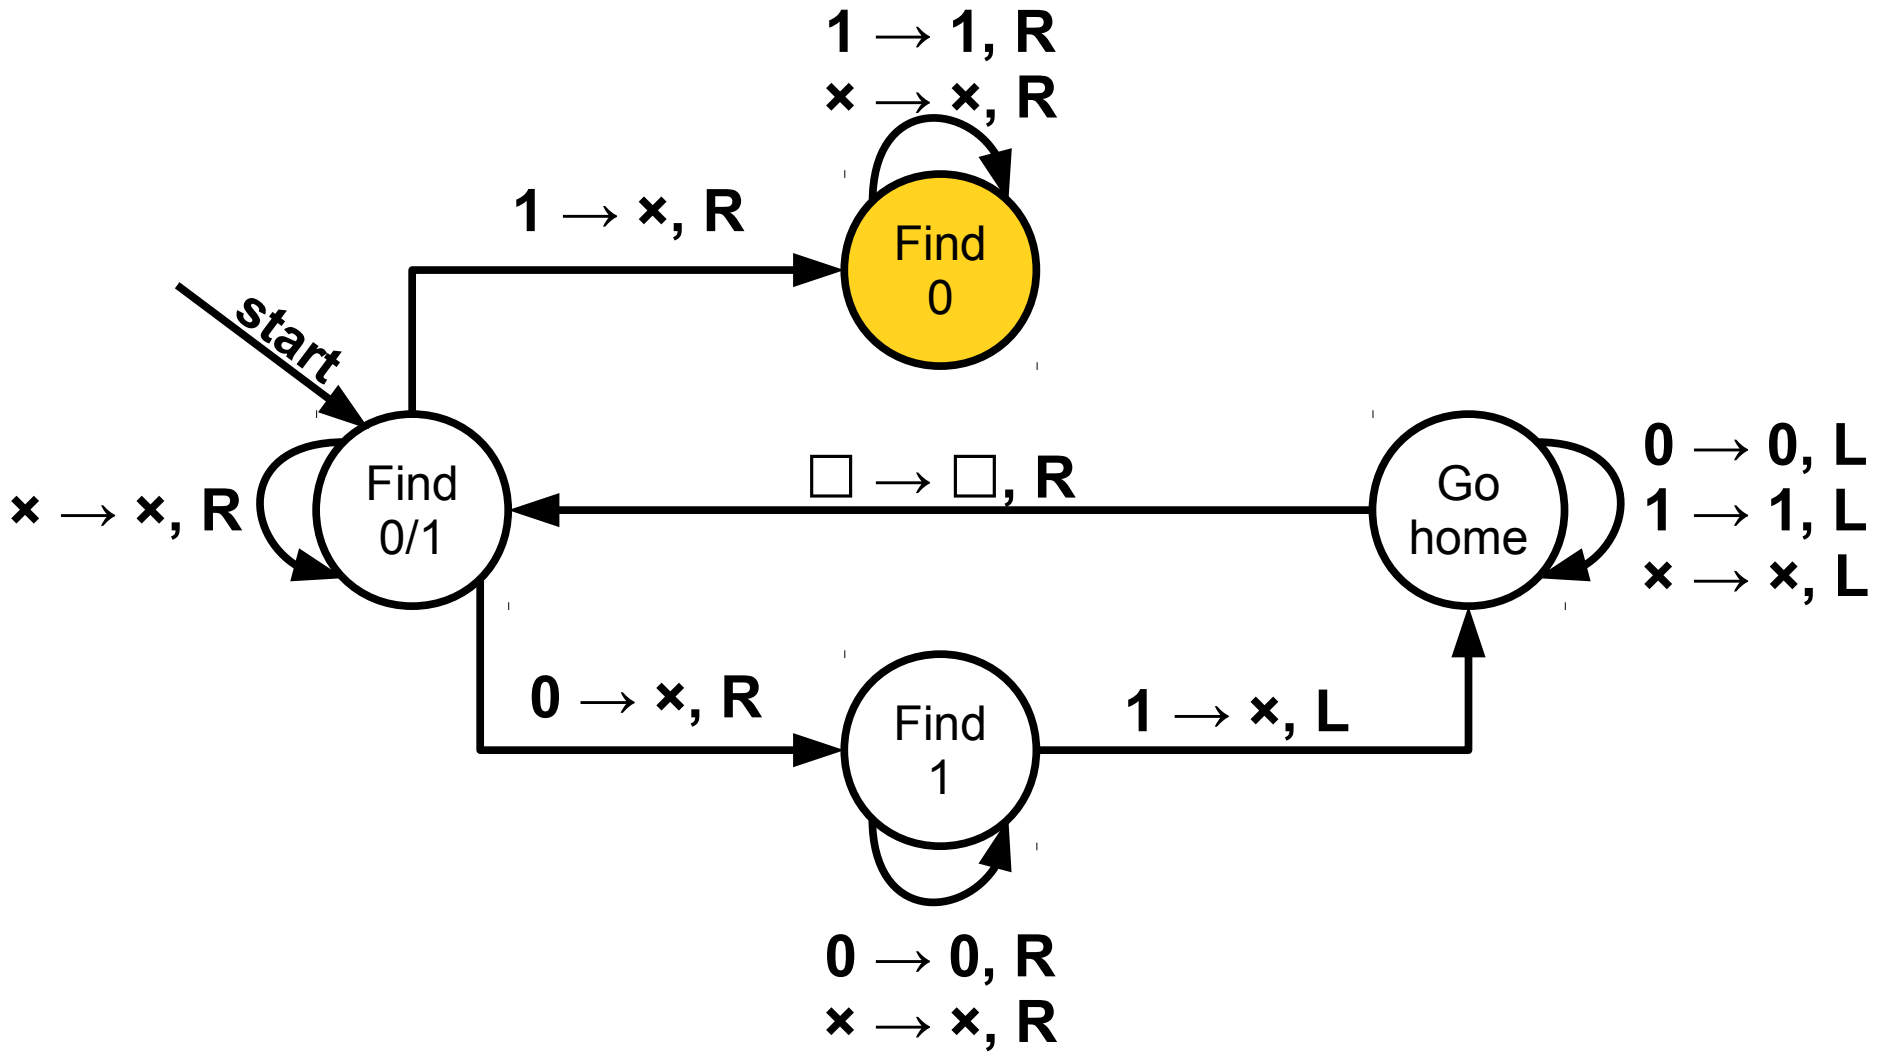 1 → 1, R
× → ×, R
1 → ×, R
Find
0
start
× → ×, R
Find
0/1
□ → □, R
Go
home
0 → 0, L
1 → 1, L
× → ×, L
0 → ×, R
Find
1
1 → ×, L
0 → 0, R
× → ×, R